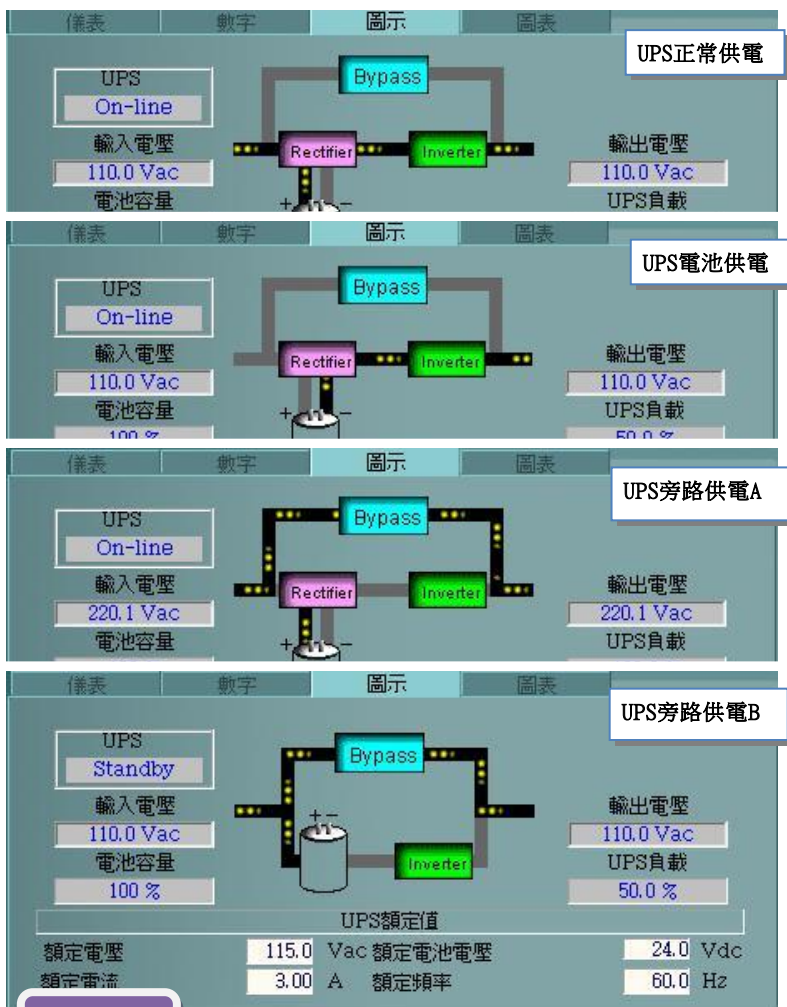 儀表 數字 圖示 圖表
UPS正常供電
UPS
On-line
Bypass
輸入電壓
110.0 Vac
電池容量
Rectifier
Inverter
+ -
輸出電壓
110.0 Vac
UPS負載
儀表 數字 圖示 圖表
UPS電池供電
UPS
On-line
Bypass
輸入電壓
110.0 Vac
電池容量
100 %
Rectifier
Inverter
+ -
輸出電壓
110.0 Vac
UPS負載
50.0 %
儀表 數字 圖示 圖表
UPS旁路供電A
UPS
On-line
Bypass
輸入電壓
220.1 Vac
電池容量
Rectifier
Inverter
+ -
輸出電壓
220.1 Vac
UPS負載
儀表 數字 圖示 圖表
UPS旁路供電B
UPS
Standby
Bypass
輸入電壓
110.0 Vac
電池容量
100 %
+ -
Inverter
輸出電壓
110.0 Vac
UPS負載
50.0 %
UPS額定值
額定電壓 115.0 Vac 額定電池電壓 24.0 Vdc
額定電流 3.00 A 額定頻率 60.0 Hz